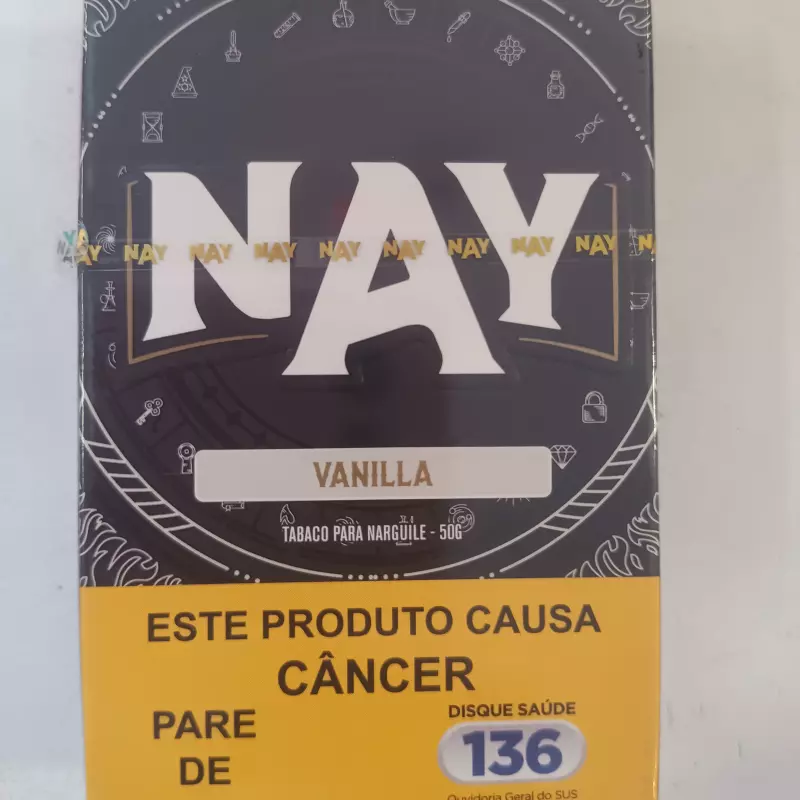 NAY
NAY NAY NAY NAY NAY NAY NAY NAY NAY
VANILLA
TABACO PARA NARGUILE - 50G
ESTE PRODUTO CAUSA
CÂNCER
PARE
DE
DISQUE SAÚDE
136
Ouvidoria Geral do SUS